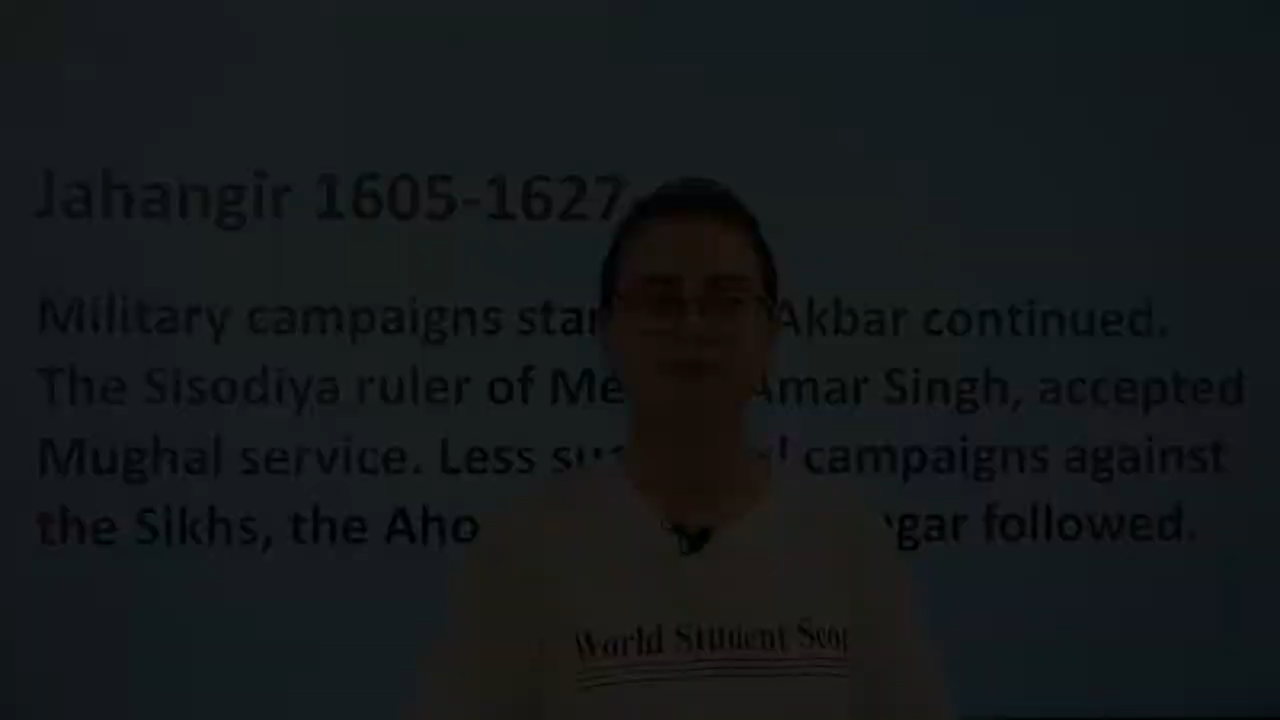 Jahangir 1605-1627
Military campaigns star Akbar continued.
The Sisodiya ruler of Me Amar Singh, accepted
Mughal service. Less su l campaigns against
the Sikhs, the Aho gar followed.
World Student Scop